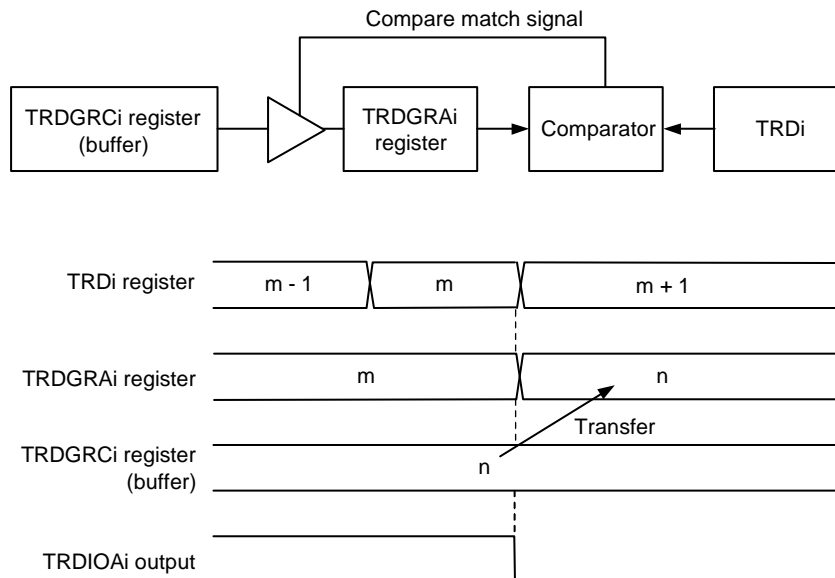 Compare match signal
TRDGRCi register
(buffer)
TRDGRAi
register
Comparator
TRDi
TRDi register
m - 1
m
m + 1
TRDGRAi register
m
n
Transfer
TRDGRCi register
(buffer)
n
TRDIOAi output